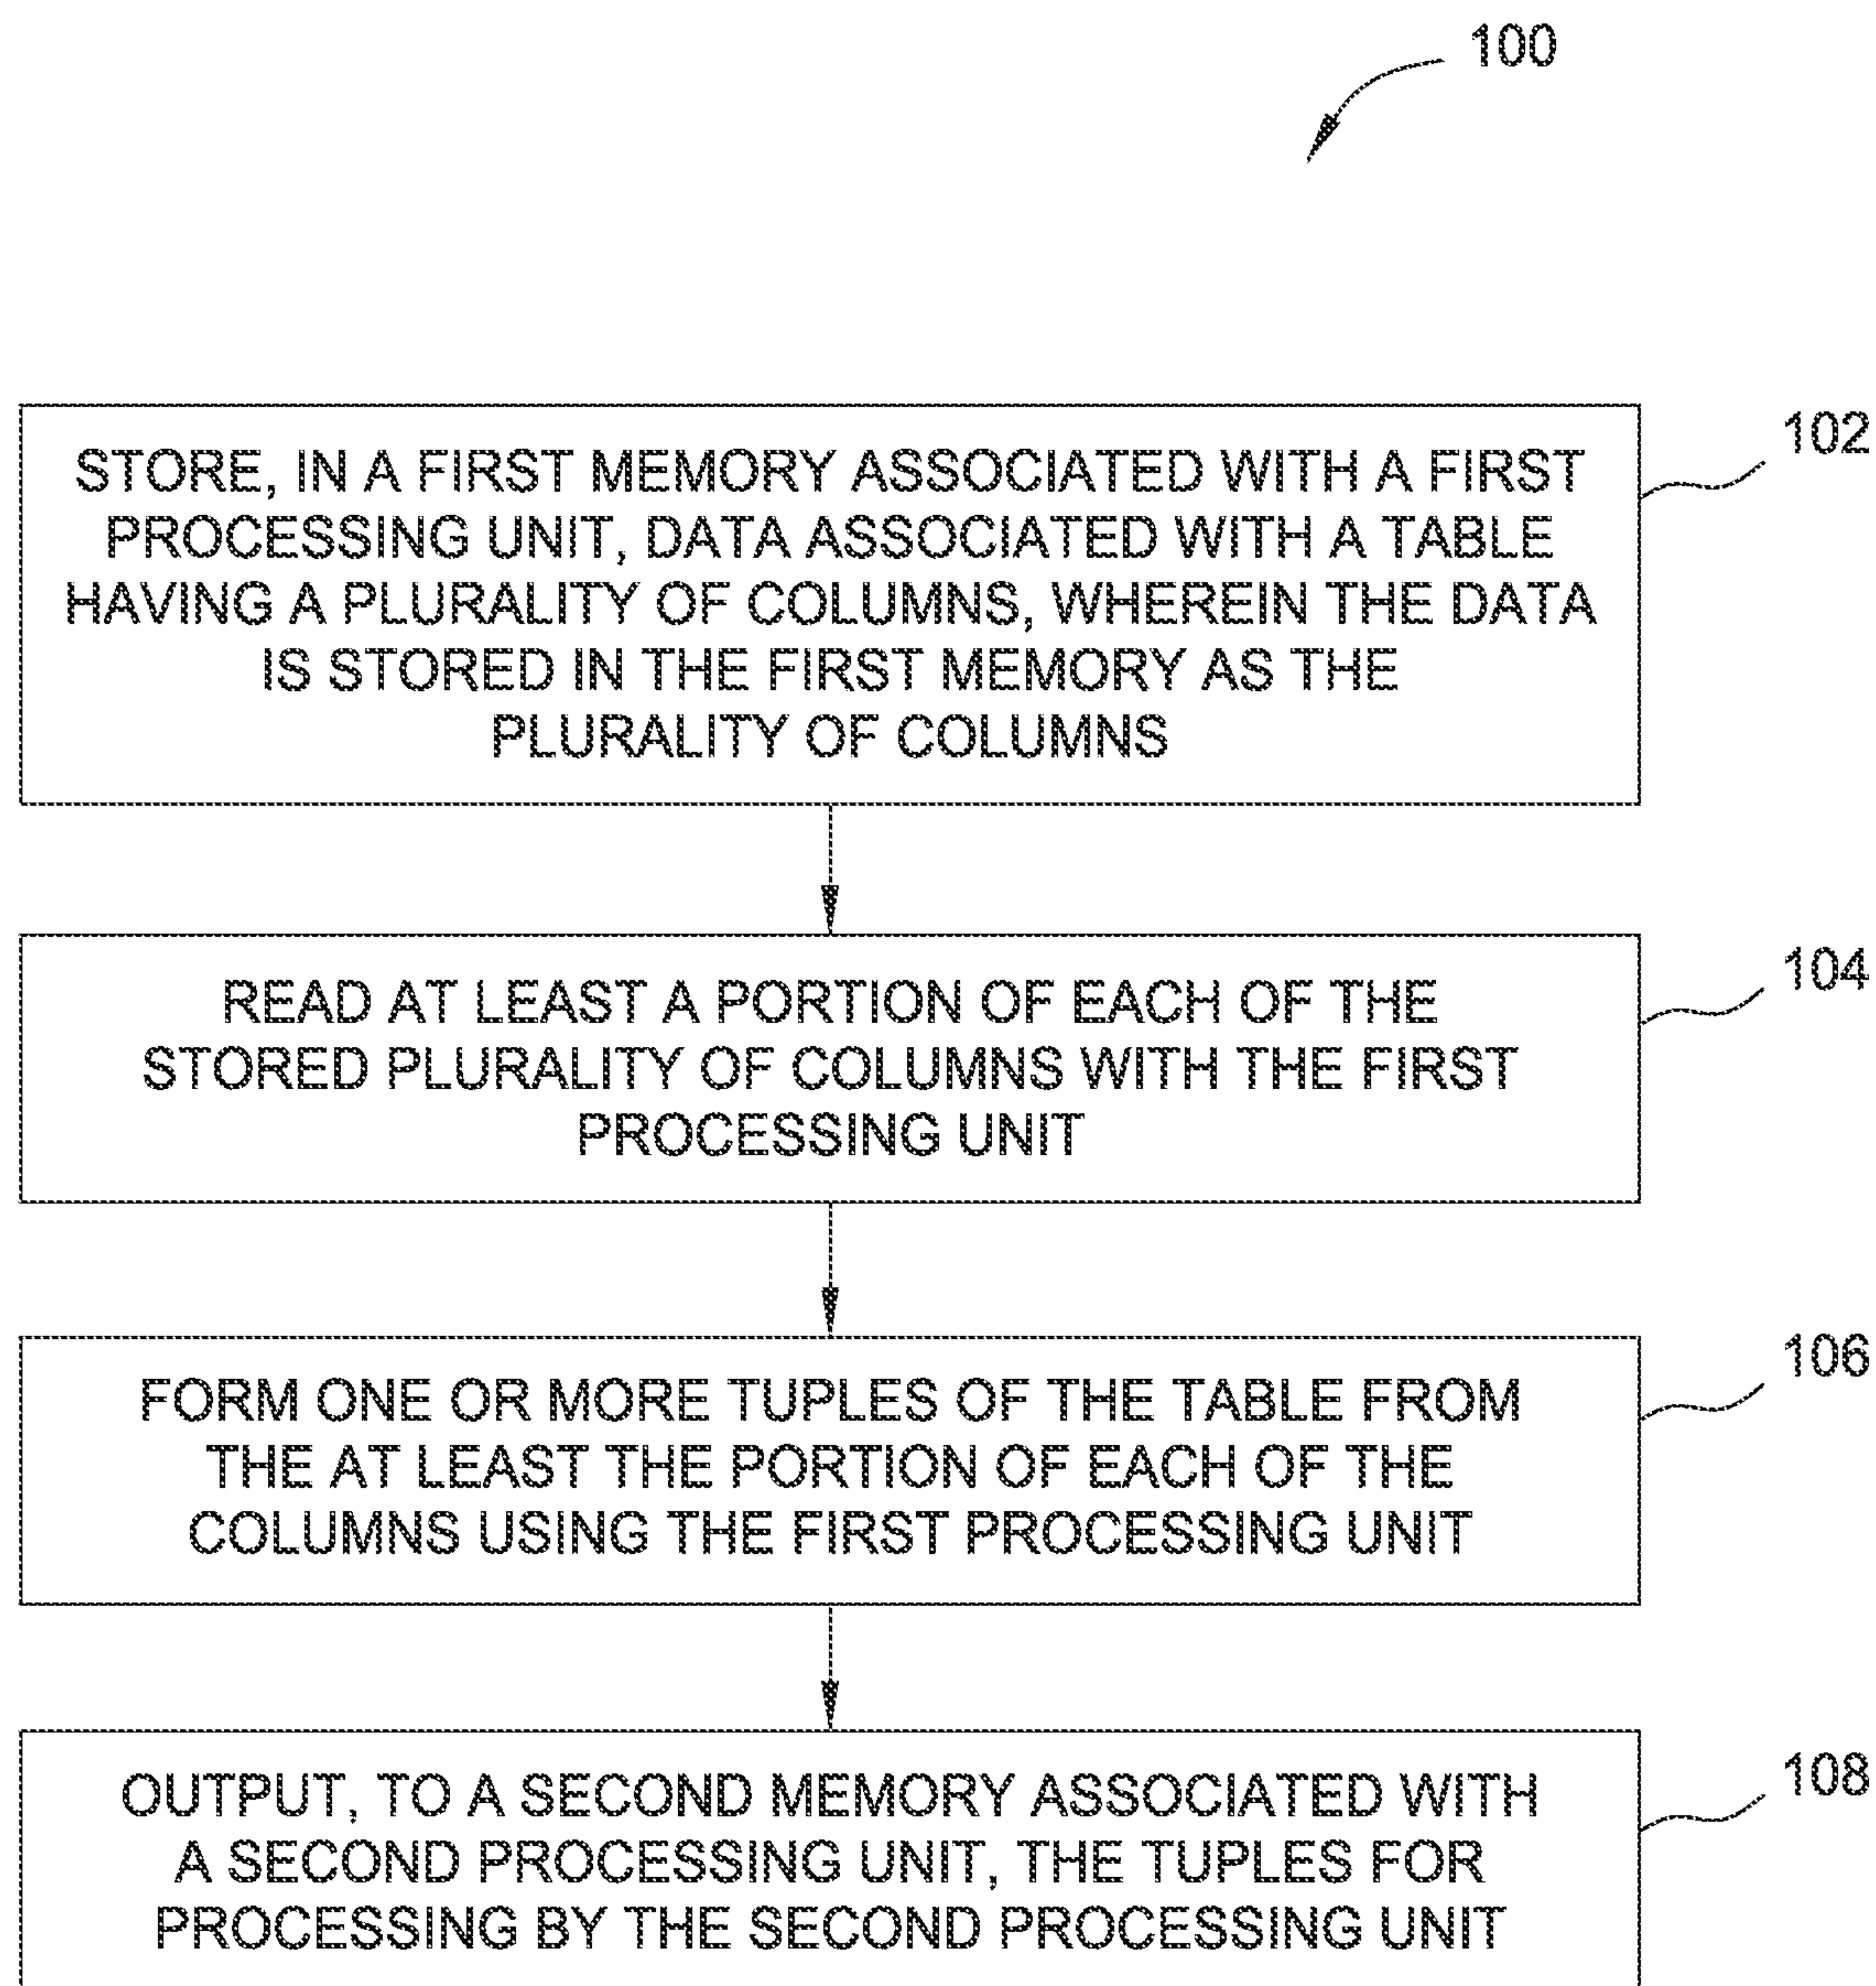 100
STORE, IN A FIRST MEMORY ASSOCIATED WITH A FIRST
PROCESSING UNIT, DATA ASSOCIATED WITH A TABLE
HAVING A PLURALITY OF COLUMNS, WHEREIN THE DATA
IS STORED IN THE FIRST MEMORY AS THE
PLURALITY OF COLUMNS
102
READ AT LEAST A PORTION OF EACH OF THE
STORED PLURALITY OF COLUMNS WITH THE FIRST
PROCESSING UNIT
104
FORM ONE OR MORE TUPLES OF THE TABLE FROM
THE AT LEAST THE PORTION OF EACH OF THE
COLUMNS USING THE FIRST PROCESSING UNIT
106
OUTPUT, TO A SECOND MEMORY ASSOCIATED WITH
A SECOND PROCESSING UNIT, THE TUPLES FOR
PROCESSING BY THE SECOND PROCESSING UNIT
108